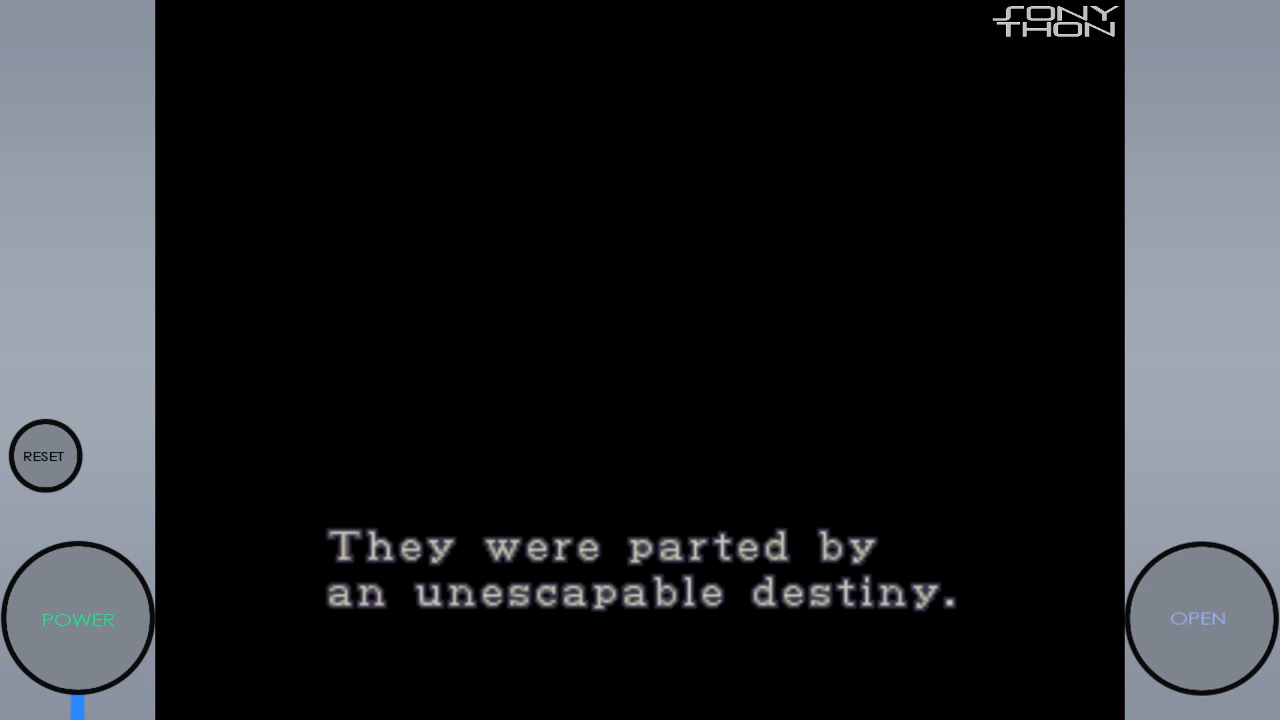 SONY
THON
RESET
They were parted by
an unescapable destiny.
POWER
OPEN